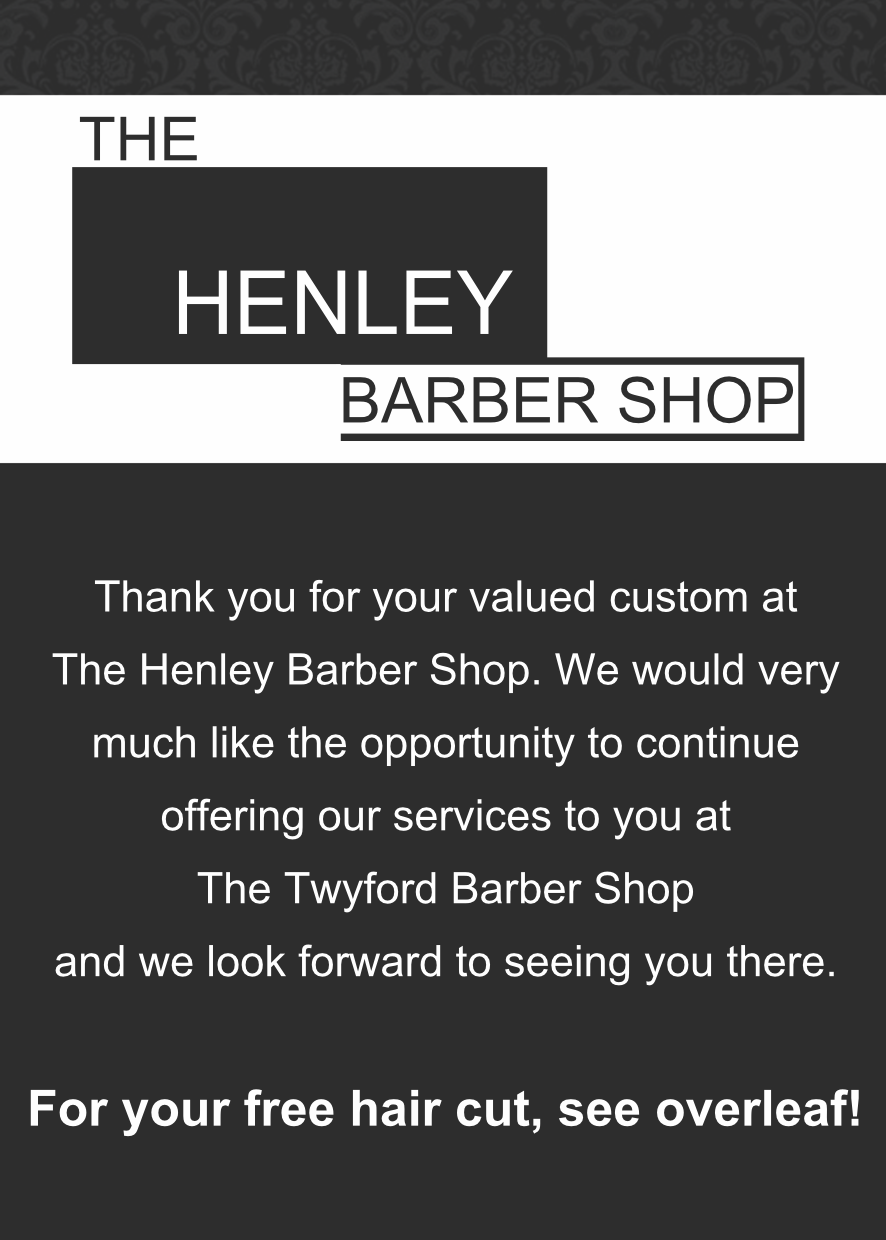 THE
HENLEY
BARBER SHOP
Thank you for your valued custom at
The Henley Barber Shop. We would very
much like the opportunity to continue
offering our services to you at
The Twyford Barber Shop
and we look forward to seeing you there.
For your free hair cut, see overleaf!